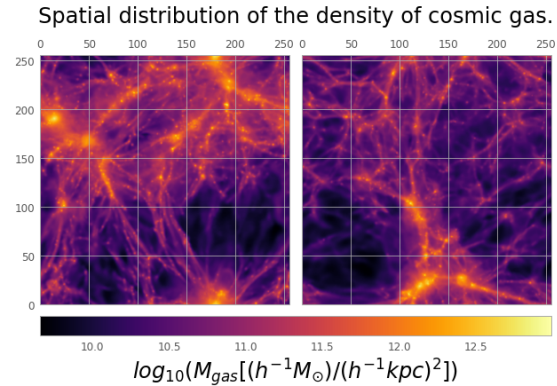 Spatial distribution of the density of cosmic gas.
0 50 100 150 200 250 0 50 100 150 200 250
250
200
150
100
50
0
10.0 10.5 11.0 11.5 12.0 12.5
log₁₀(M_gas[(h⁻¹M_⊙)/(h⁻¹kpc)²])